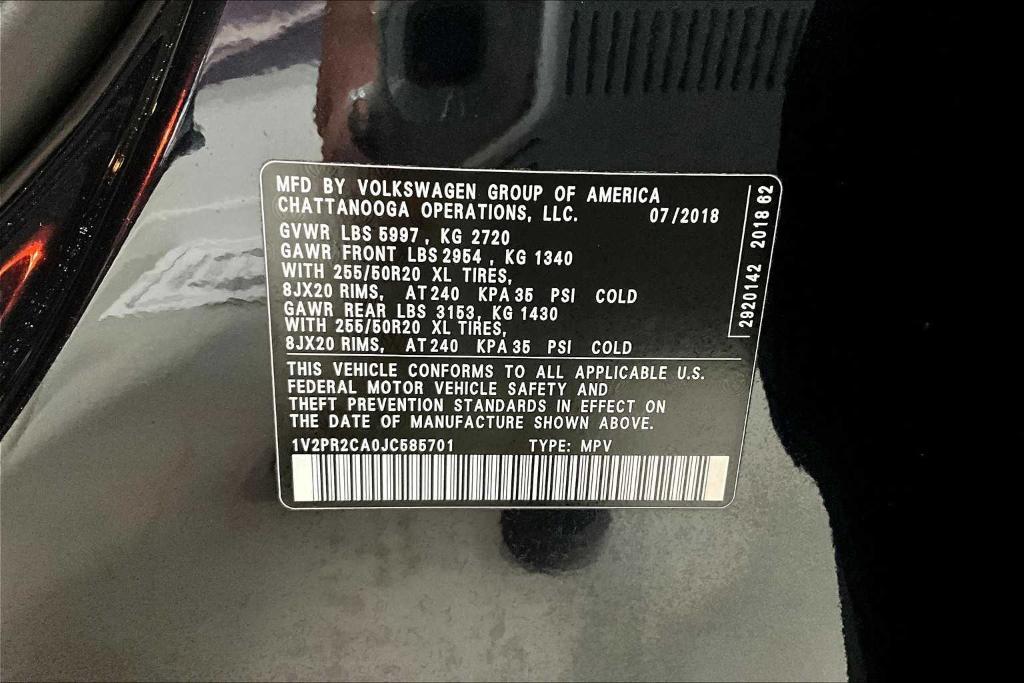 MFD BY VOLKSWAGEN GROUP OF AMERICA
CHATTANOOGA OPERATIONS, LLC. 07/2018
GVWR LBS 5997, KG 2720
GAWR FRONT LBS 2954, KG 1340
WITH 255/50R20 XL TIRES,
8JX20 RIMS, AT 240 KPA 35 PSI COLD
GAWR REAR LBS 3153, KG 1430
WITH 255/50R20 XL TIRES,
8JX20 RIMS, AT 240 KPA 35 PSI COLD
THIS VEHICLE CONFORMS TO ALL APPLICABLE U.S.
FEDERAL MOTOR VEHICLE SAFETY AND
THEFT PREVENTION STANDARDS IN EFFECT ON
THE DATE OF MANUFACTURE SHOWN ABOVE.
1V2PR2CA0JC585701 TYPE: MPV
2920142 2018 62